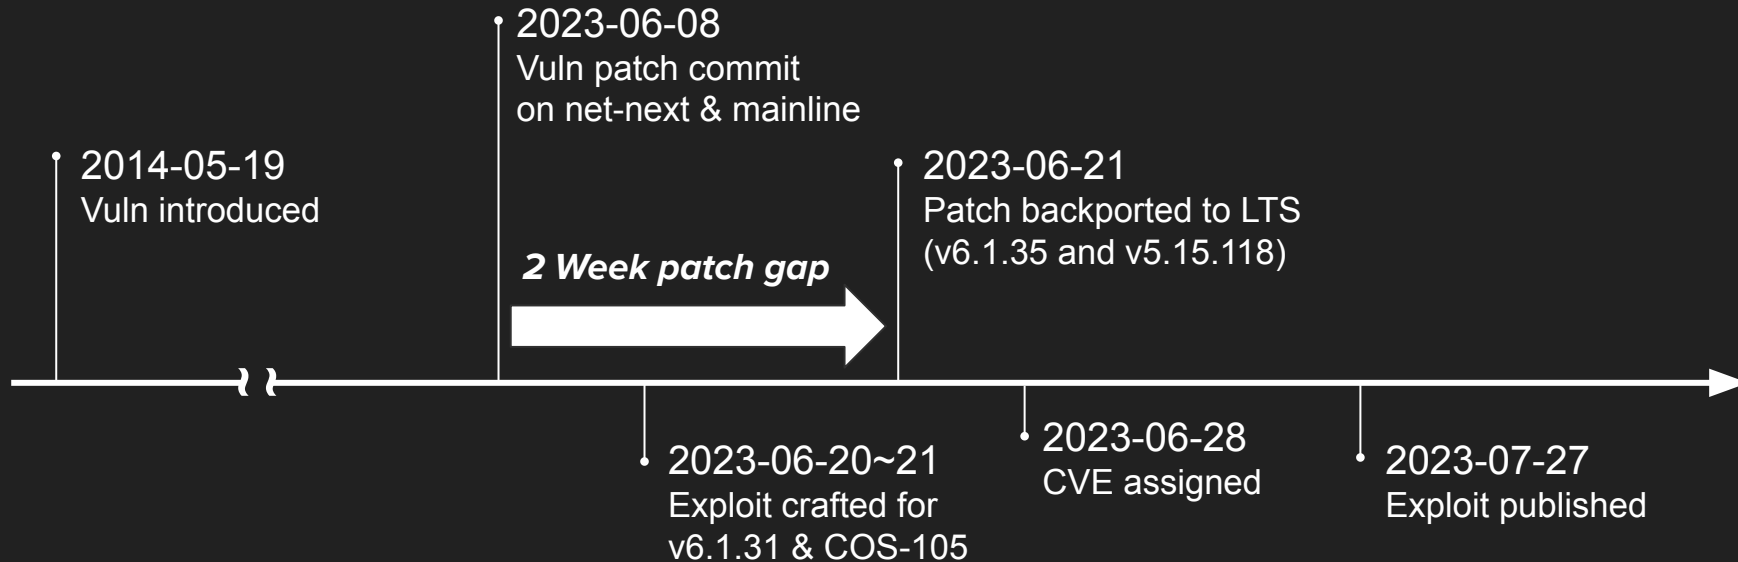 2023-06-08
Vuln patch commit
on net-next & mainline
2014-05-19
Vuln introduced
2023-06-21
Patch backported to LTS
(v6.1.35 and v5.15.118)
2 Week patch gap
2023-06-20~21
Exploit crafted for
v6.1.31 & COS-105
2023-06-28
CVE assigned
2023-07-27
Exploit published